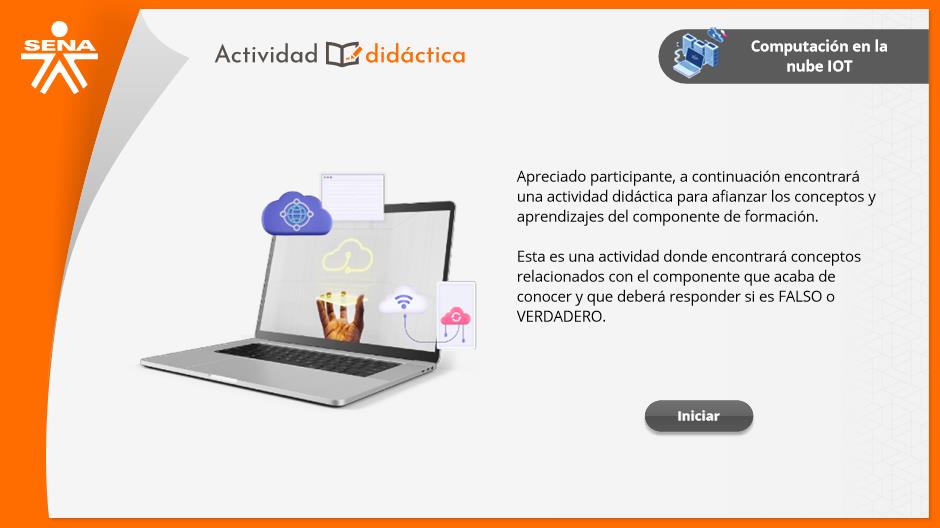 SENA
Actividad didáctica
Computación en la
nube IOT
Apreciado participante, a continuación encontrará
una actividad didáctica para afianzar los conceptos y
aprendizajes del componente de formación.
Esta es una actividad donde encontrará conceptos
relacionados con el componente que acaba de
conocer y que deberá responder si es FALSO o
VERDADERO.
Iniciar